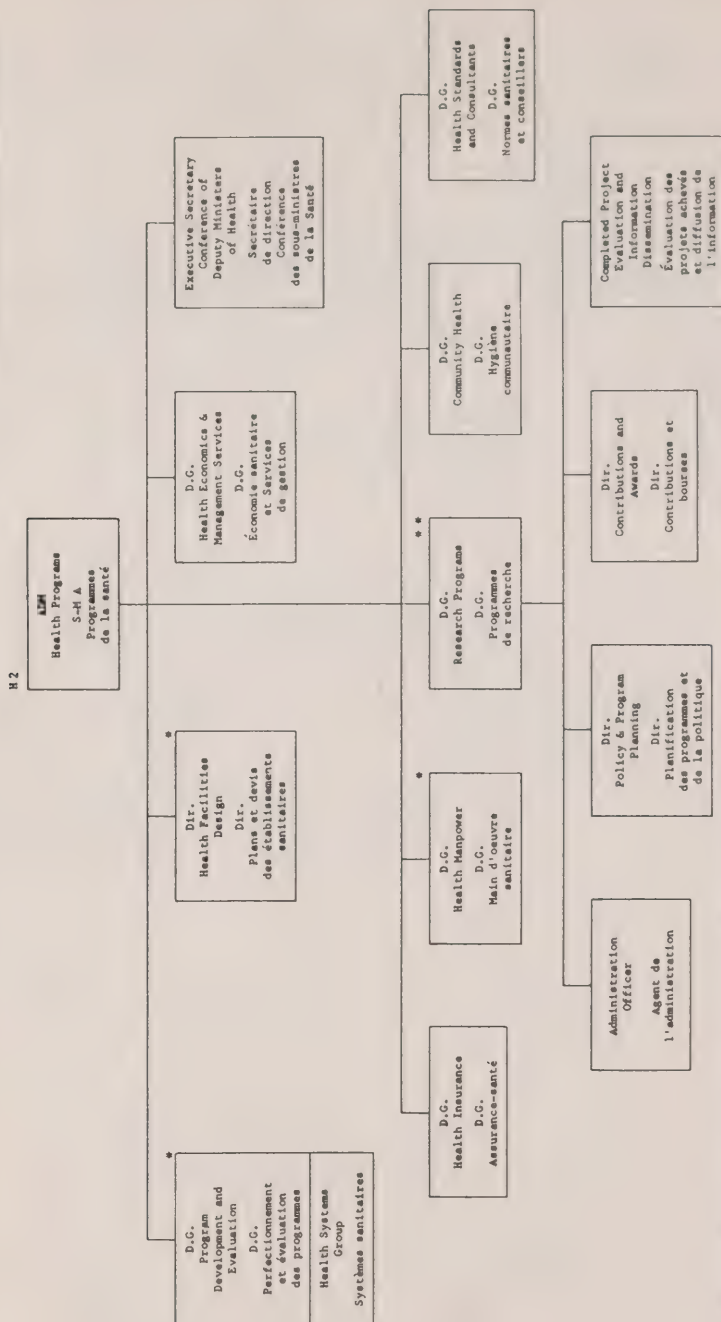 H 2
ADM
Health Programs
S-M A
Programmes
de la santé
*
D.G.
Program
Development and
Evaluation
D.G.
Perfectionnement
et évaluation
des programmes
Health Systems
Group
Systèmes sanitaires
*
Dir.
Health Facilities
Design
Dir.
Plans et devis
des établissements
sanitaires
D.G.
Health Economics &
Management Services
D.G.
Économie sanitaire
et Services
de gestion
Executive Secretary
Conference of
Deputy Ministers
of Health
Secrétaire
de direction
Conférence
des sous-ministres
de la Santé
D.G.
Health Insurance
D.G.
Assurance-santé
*
D.G.
Health Manpower
D.G.
Main d'oeuvre
sanitaire
**
D.G.
Research Programs
D.G.
Programmes
de recherche
D.G.
Community Health
D.G.
Hygiène
communautaire
D.G.
Health Standards
and Consultants
D.G.
Normes sanitaires
et conseillers
Administration
Officer
Agent de
l'administration
Dir.
Policy & Program
Planning
Dir.
Planification
des programmes et
de la politique
Dir.
Contributions and
Awards
Dir.
Contributions et
bourses
Completed Project
Evaluation and
Information
Dissemination
Évaluation des
projets achevés
et diffusion de
l'information